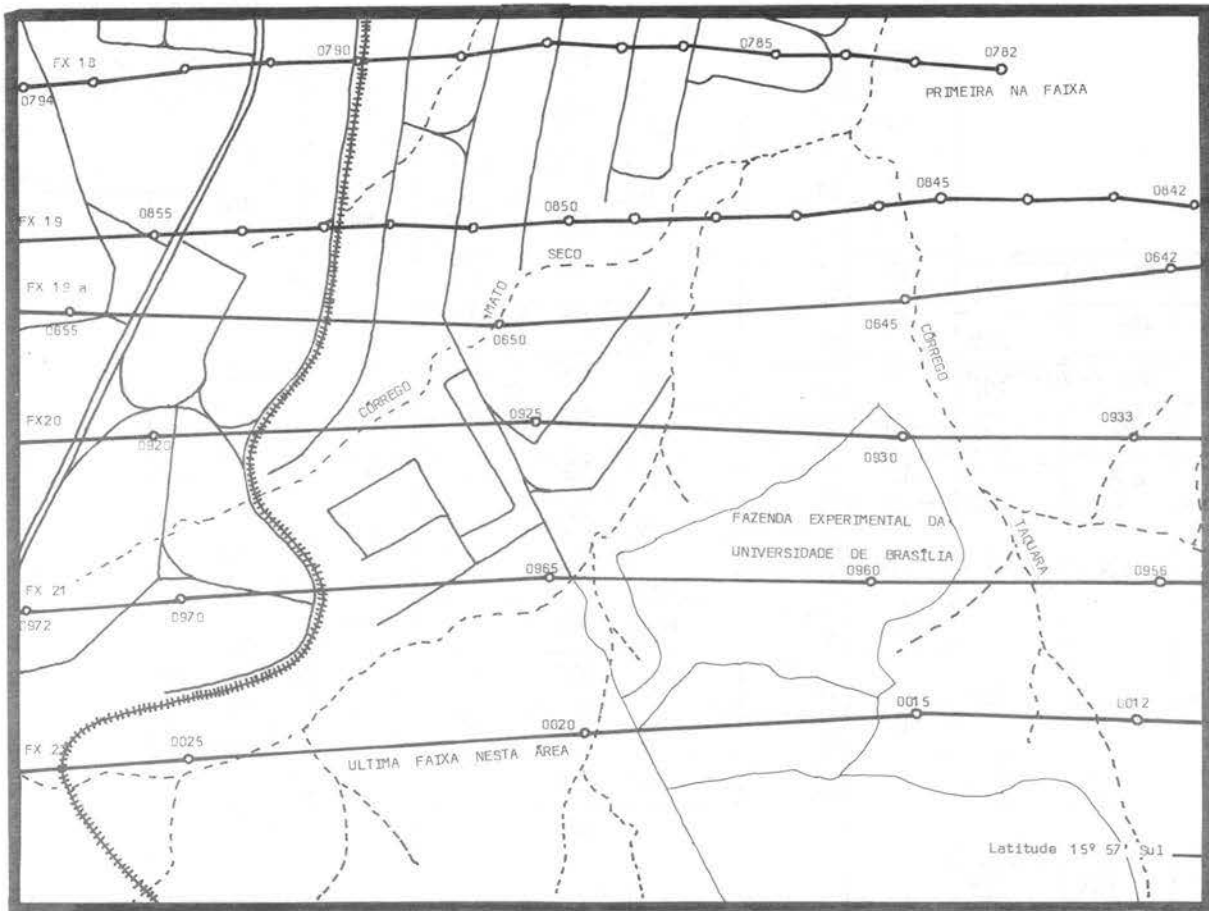 FX 18
0794
0790
0785
0782
PRIMEIRA NA FAIXA
FX 19
0855
0850
0845
0842
SECO
FX 19 a
0655
MATO
0650
0645
0642
CÓRREGO
CÓRREGO
FX20
0920
0925
0930
0933
FAZENDA EXPERIMENTAL DA
UNIVERSIDADE DE BRASÍLIA
TAQUARA
FX 21
0972
0970
0965
0960
0956
FX 22
0025
0020
0015
0012
ULTIMA FAIXA NESTA ÁREA
Latitude 15º 57' Sul